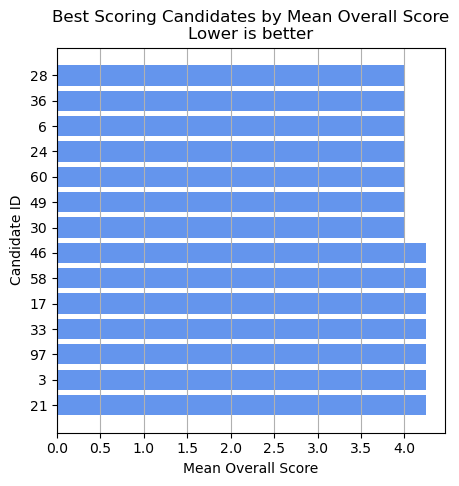 Best Scoring Candidates by Mean Overall Score
Lower is better
Candidate ID
28
36
6
24
60
49
30
46
58
17
33
97
3
21
0.0 0.5 1.0 1.5 2.0 2.5 3.0 3.5 4.0
Mean Overall Score